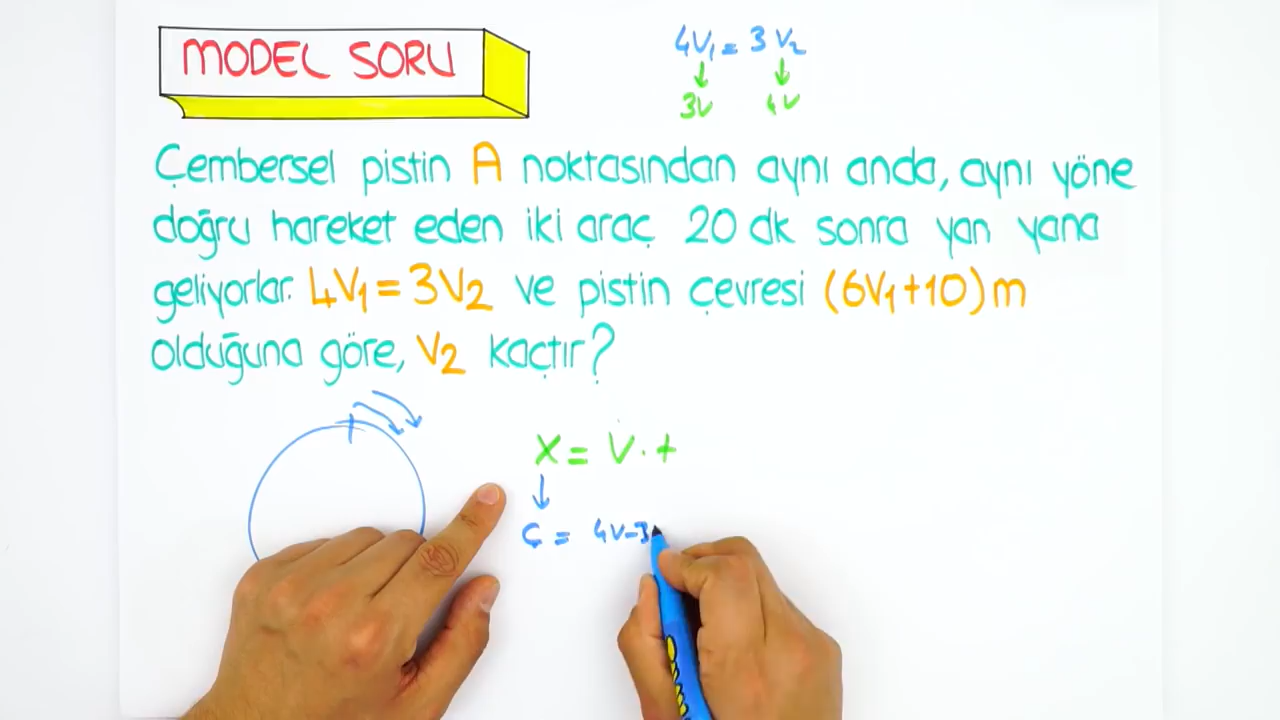 MODEL SORU
4V₁ = 3V₂
3V 4V
Çembersel pistin A noktasından aynı anda, aynı yöne
doğru hareket eden iki araç 20 dk sonra yan yana
geliyorlar. 4V₁ = 3V₂ ve pistin çevresi (6V₁+10)m
olduğuna göre, V₂ kaçtır?
X = V.t
Ç = 4V-3